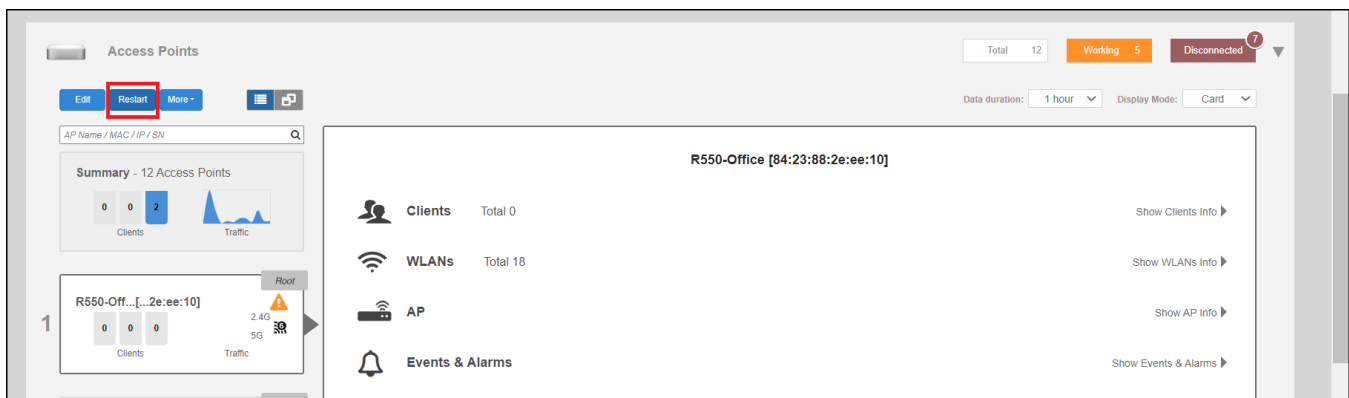 Access Points
Total 12
Working 5
Disconnected
7
Edit
Restart
More
Data duration: 1 hour
Display Mode: Card
AP Name / MAC / IP / SN
Summary - 12 Access Points
0 0 2
Clients Traffic
R550-Office [84:23:88:2e:ee:10]
Clients Total 0 Show Clients Info
WLANs Total 18 Show WLANs Info
AP Show AP Info
Events & Alarms Show Events & Alarms
Root
1
R550-Off...[...2e:ee:10]
2.4G
0 0 0
5G
Clients Traffic